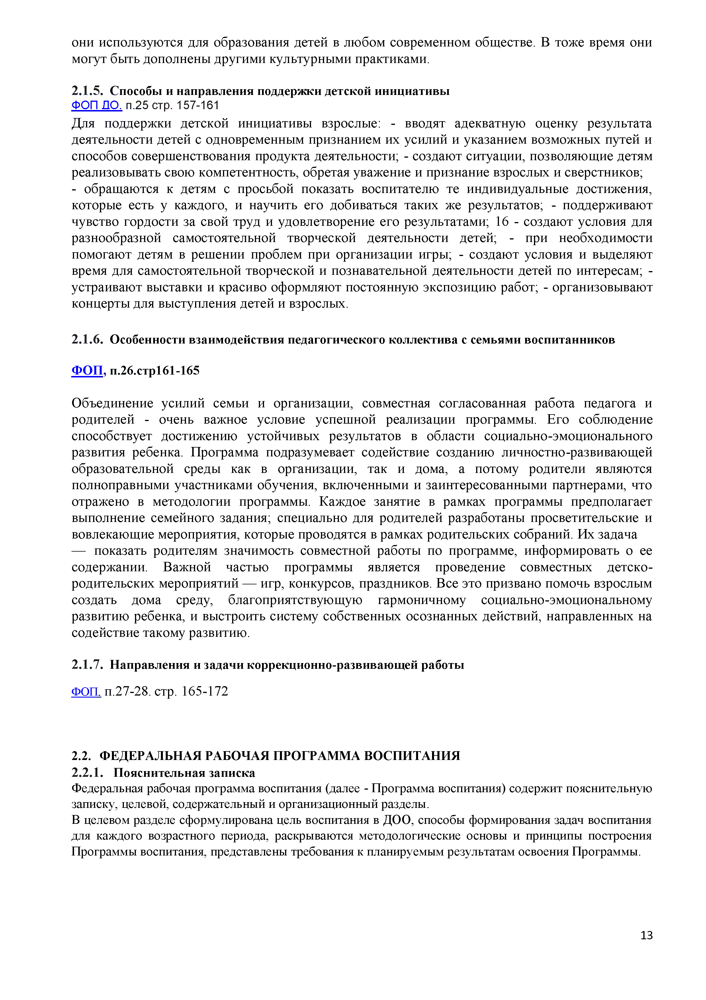 они используются для образования детей в любом современном обществе. В тоже время они
могут быть дополнены другими культурными практиками.
2.1.5. Способы и направления поддержки детской инициативы
ФОП ДО. п.25 стр. 157-161
Для поддержки детской инициативы взрослые: - вводят адекватную оценку результата
деятельности детей с одновременным признанием их усилий и указанием возможных путей и
способов совершенствования продукта деятельности; - создают ситуации, позволяющие детям
реализовывать свою компетентность, обретая уважение и признание взрослых и сверстников;
- обращаются к детям с просьбой показать воспитателю те индивидуальные достижения,
которые есть у каждого, и научить его добиваться таких же результатов; - поддерживают
чувство гордости за свой труд и удовлетворение его результатами; 16 - создают условия для
разнообразной самостоятельной творческой деятельности детей; - при необходимости
помогают детям в решении проблем при организации игры; - создают условия и выделяют
время для самостоятельной творческой и познавательной деятельности детей по интересам; -
устраивают выставки и красиво оформляют постоянную экспозицию работ; - организовывают
концерты для выступления детей и взрослых.
2.1.6. Особенности взаимодействия педагогического коллектива с семьями воспитанников
ФОП, п.26.стр161-165
Объединение усилий семьи и организации, совместная согласованная работа педагога и
родителей - очень важное условие успешной реализации программы. Его соблюдение
способствует достижению устойчивых результатов в области социально-эмоционального
развития ребенка. Программа подразумевает содействие созданию личностно-развивающей
образовательной среды как в организации, так и дома, а потому родители являются
полноправными участниками обучения, включенными и заинтересованными партнерами, что
отражено в методологии программы. Каждое занятие в рамках программы предполагает
выполнение семейного задания; специально для родителей разработаны просветительские и
вовлекающие мероприятия, которые проводятся в рамках родительских собраний. Их задача
— показать родителям значимость совместной работы по программе, информировать о ее
содержании. Важной частью программы является проведение совместных детско-
родительских мероприятий — игр, конкурсов, праздников. Все это призвано помочь взрослым
создать дома среду, благоприятствующую гармоничному социально-эмоциональному
развитию ребенка, и выстроить систему собственных осознанных действий, направленных на
содействие такому развитию.
2.1.7. Направления и задачи коррекционно-развивающей работы
ФОП. п.27-28. стр. 165-172
2.2. ФЕДЕРАЛЬНАЯ РАБОЧАЯ ПРОГРАММА ВОСПИТАНИЯ
2.2.1. Пояснительная записка
Федеральная рабочая программа воспитания (далее - Программа воспитания) содержит пояснительную
записку, целевой, содержательный и организационный разделы.
В целевом разделе сформулирована цель воспитания в ДОО, способы формирования задач воспитания
для каждого возрастного периода, раскрываются методологические основы и принципы построения
Программы воспитания, представлены требования к планируемым результатам освоения Программы.
13